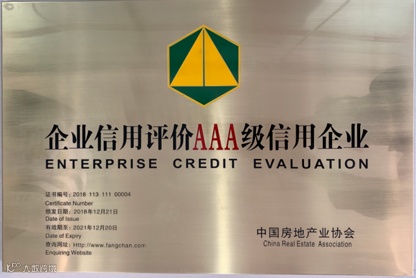 企业信用评价AAA级信用企业
ENTERPRISE CREDIT EVALUATION
证书编号：2018 113 111 00004
Certificate Number
颁发日期：2018年12月21日
Date of Issue
有效期至：2021年12月20日
Date of Expiry
查询网址：Http://www.fangchan.com
Enquiring Website
中国房地产业协会
China Real Estate Association